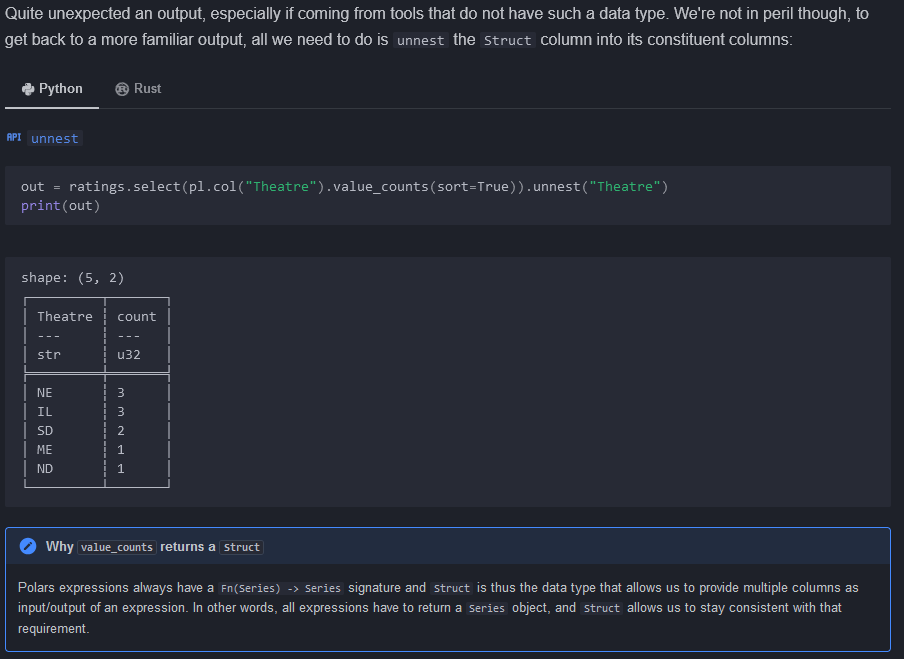 Quite unexpected an output, especially if coming from tools that do not have such a data type. We're not in peril though, to
get back to a more familiar output, all we need to do is unnest the Struct column into its constituent columns:
Python Rust
API unnest
out = ratings.select(pl.col("Theatre").value_counts(sort=True)).unnest("Theatre")
print(out)
shape: (5, 2)
Theatre ┆ count
--- ┆ ---
str ┆ u32
NE ┆ 3
IL ┆ 3
SD ┆ 2
ME ┆ 1
ND ┆ 1
Why value_counts returns a Struct
Polars expressions always have a Fn(Series) -> Series signature and Struct is thus the data type that allows us to provide multiple columns as
input/output of an expression. In other words, all expressions have to return a Series object, and Struct allows us to stay consistent with that
requirement.